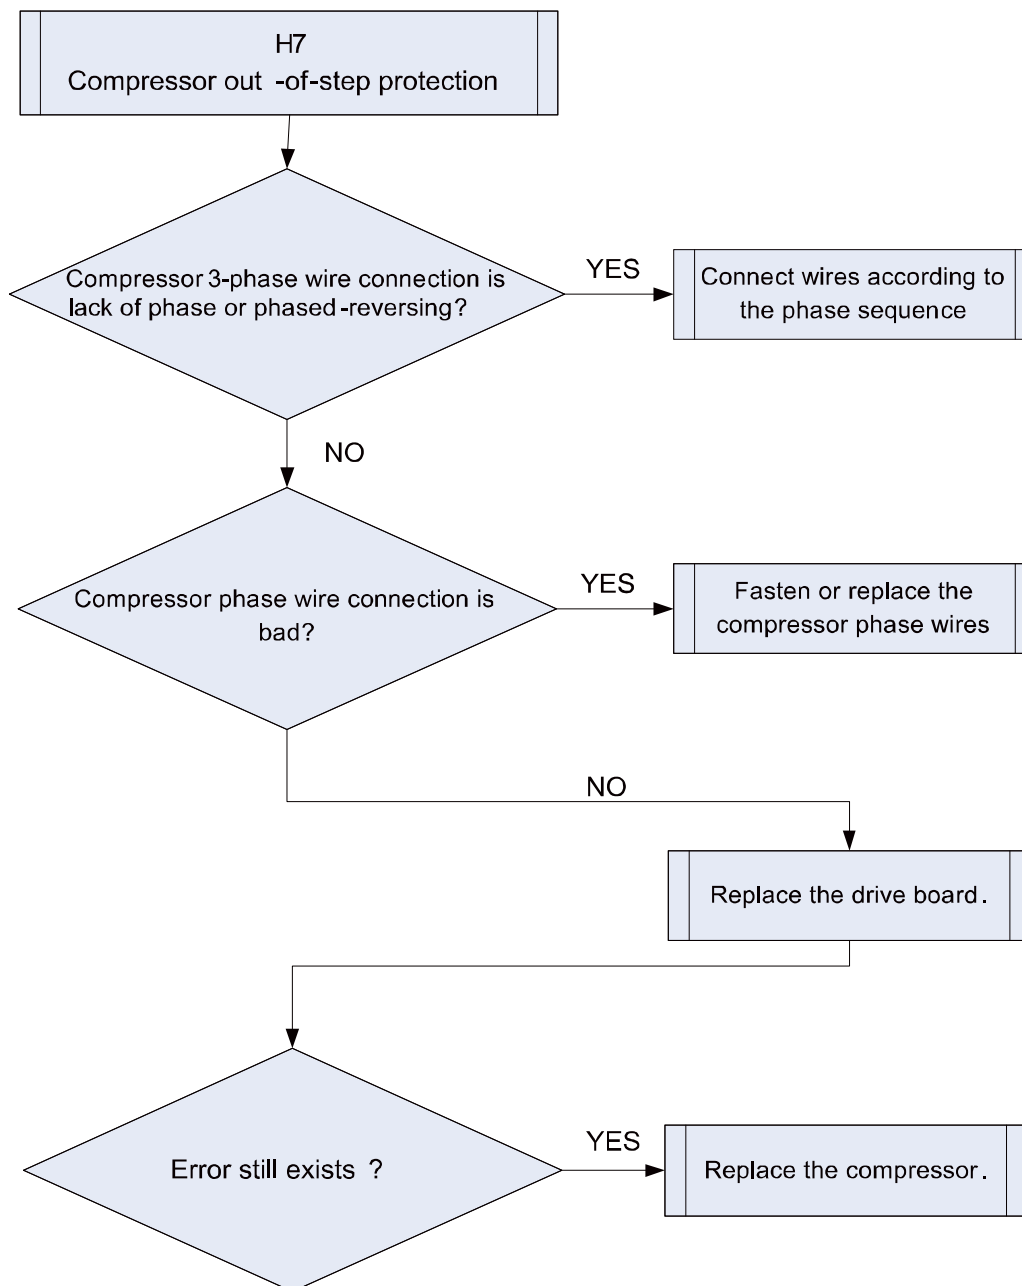 H7
Compressor out -of-step protection
Compressor 3-phase wire connection is
lack of phase or phased-reversing?
YES
Connect wires according to
the phase sequence
NO
Compressor phase wire connection is
bad?
YES
Fasten or replace the
compressor phase wires
NO
Replace the drive board.
Error still exists ?
YES
Replace the compressor.